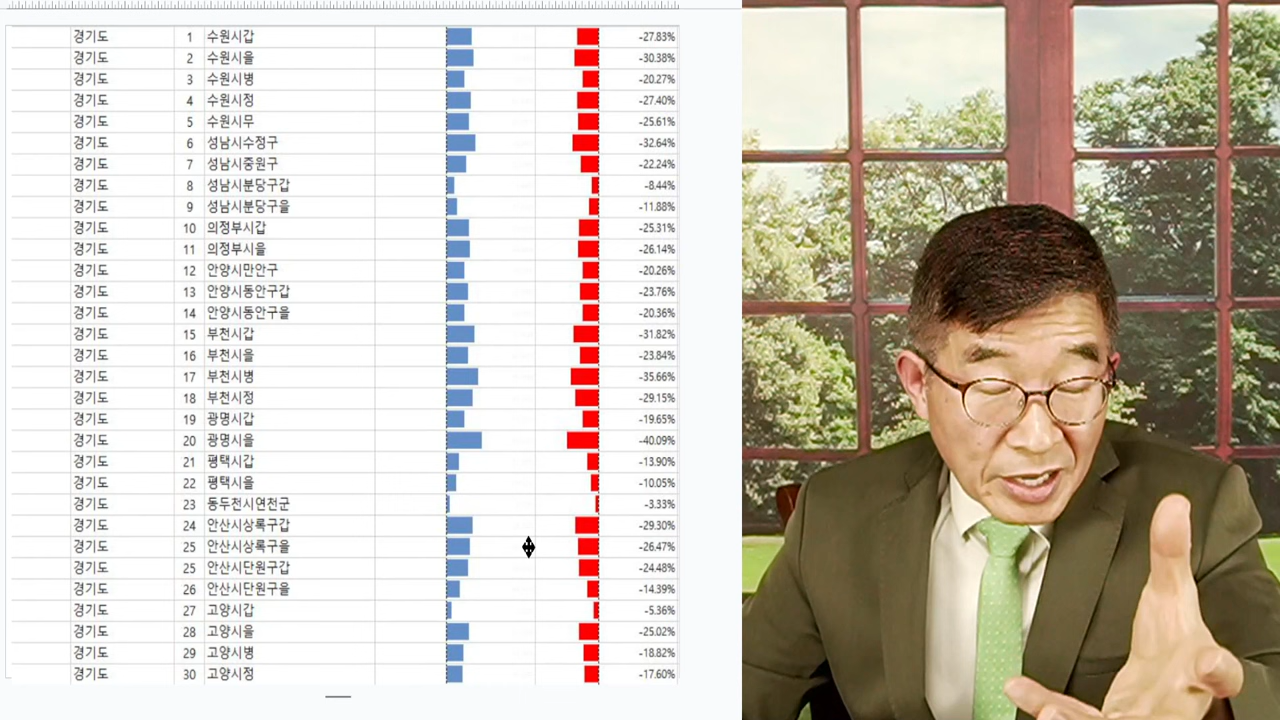 경기도 1 수원시갑 -27.83%
경기도 2 수원시을 -30.38%
경기도 3 수원시병 -20.27%
경기도 4 수원시정 -27.40%
경기도 5 수원시무 -25.61%
경기도 6 성남시수정구 -32.64%
경기도 7 성남시중원구 -22.24%
경기도 8 성남시분당구갑 -8.44%
경기도 9 성남시분당구을 -11.88%
경기도 10 의정부시갑 -25.31%
경기도 11 의정부시을 -26.14%
경기도 12 안양시만안구 -20.26%
경기도 13 안양시동안구갑 -23.76%
경기도 14 안양시동안구을 -20.36%
경기도 15 부천시갑 -31.82%
경기도 16 부천시을 -23.84%
경기도 17 부천시병 -35.66%
경기도 18 부천시정 -29.15%
경기도 19 광명시갑 -19.65%
경기도 20 광명시을 -40.09%
경기도 21 평택시갑 -13.90%
경기도 22 평택시을 -10.05%
경기도 23 동두천시연천군 -3.33%
경기도 24 안산시상록구갑 -29.30%
경기도 25 안산시상록구을 -26.47%
경기도 25 안산시단원구갑 -24.48%
경기도 26 안산시단원구을 -14.39%
경기도 27 고양시갑 -5.36%
경기도 28 고양시을 -25.02%
경기도 29 고양시병 -18.82%
경기도 30 고양시정 -17.60%